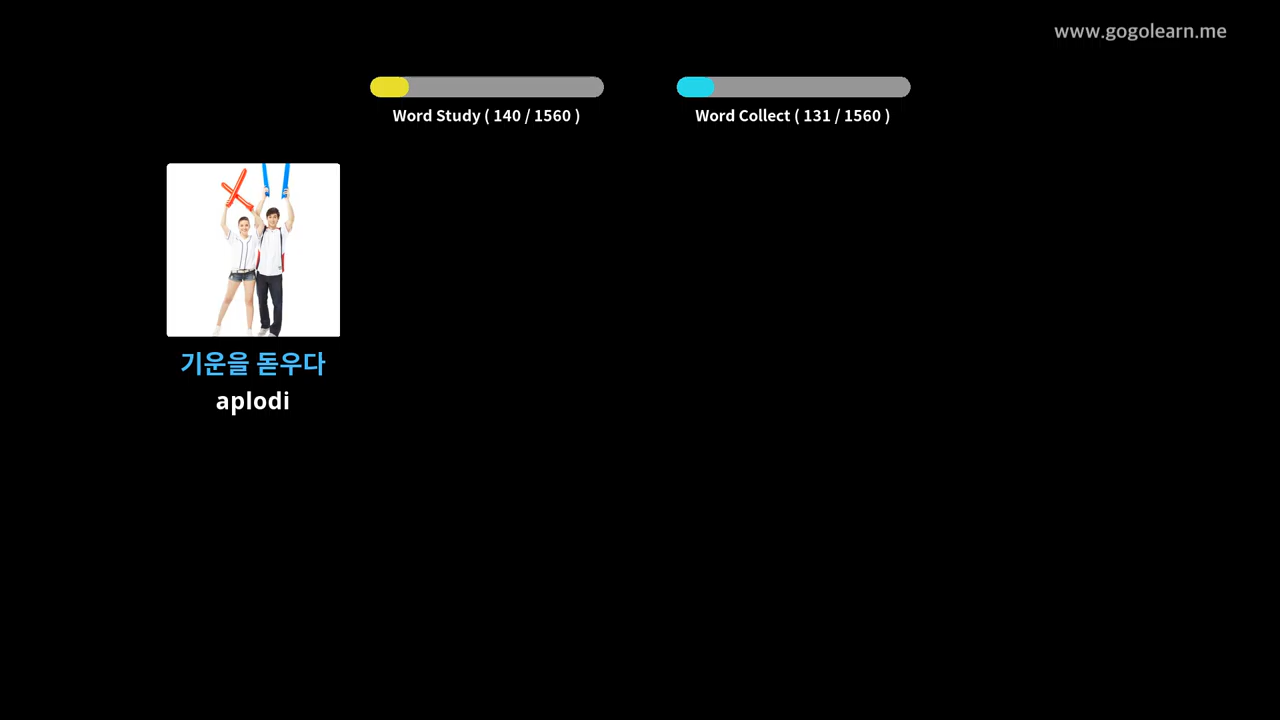 www.gogolearn.me
Word Study ( 140 / 1560 )
Word Collect ( 131 / 1560 )
기운을 돋우다
aplodi